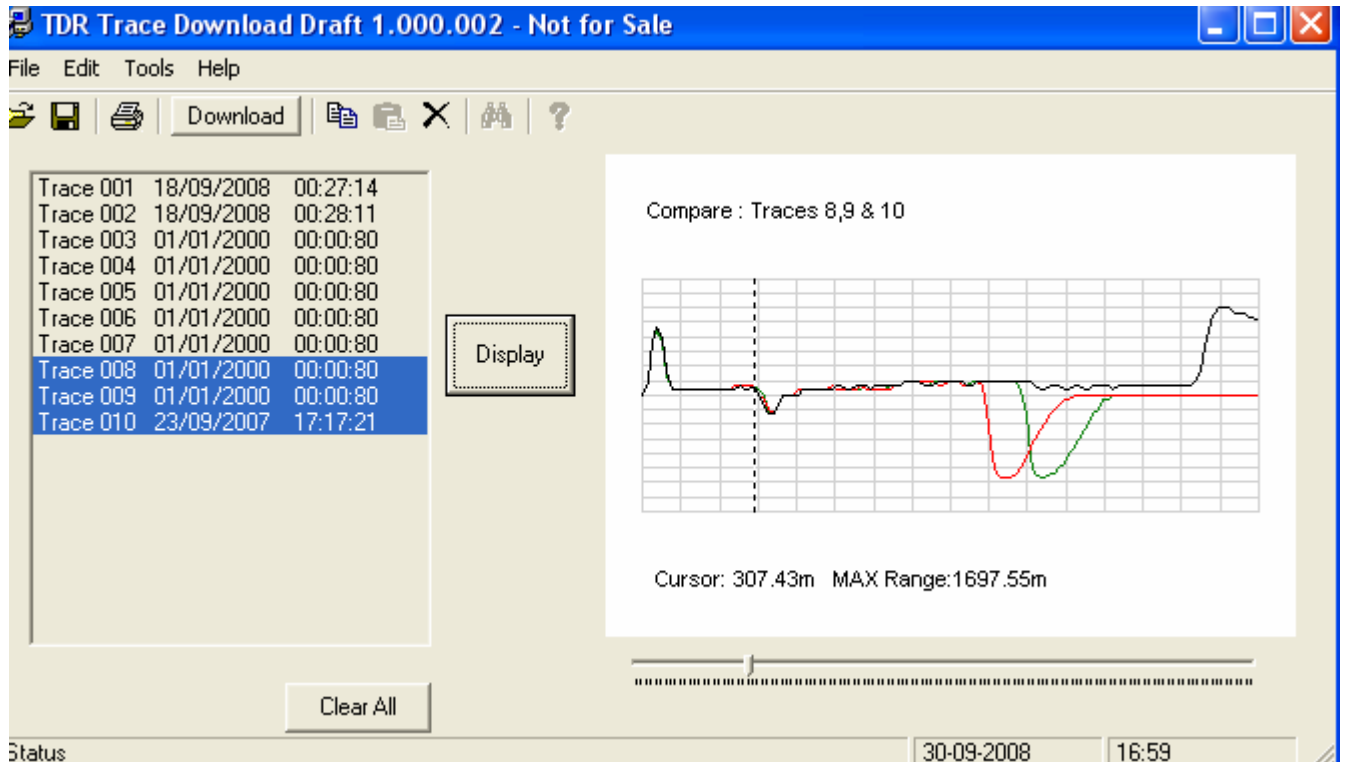 TDR Trace Download Draft 1.000.002 - Not for Sale
File Edit Tools Help
Download
Trace 001 18/09/2008 00:27:14
Trace 002 18/09/2008 00:28:11
Trace 003 01/01/2000 00:00:80
Trace 004 01/01/2000 00:00:80
Trace 005 01/01/2000 00:00:80
Trace 006 01/01/2000 00:00:80
Trace 007 01/01/2000 00:00:80
Trace 008 01/01/2000 00:00:80
Trace 009 01/01/2000 00:00:80
Trace 010 23/09/2007 17:17:21
Display
Compare : Traces 8,9 & 10
Cursor: 307.43m MAX Range:1697.55m
Clear All
Status
30-09-2008
16:59